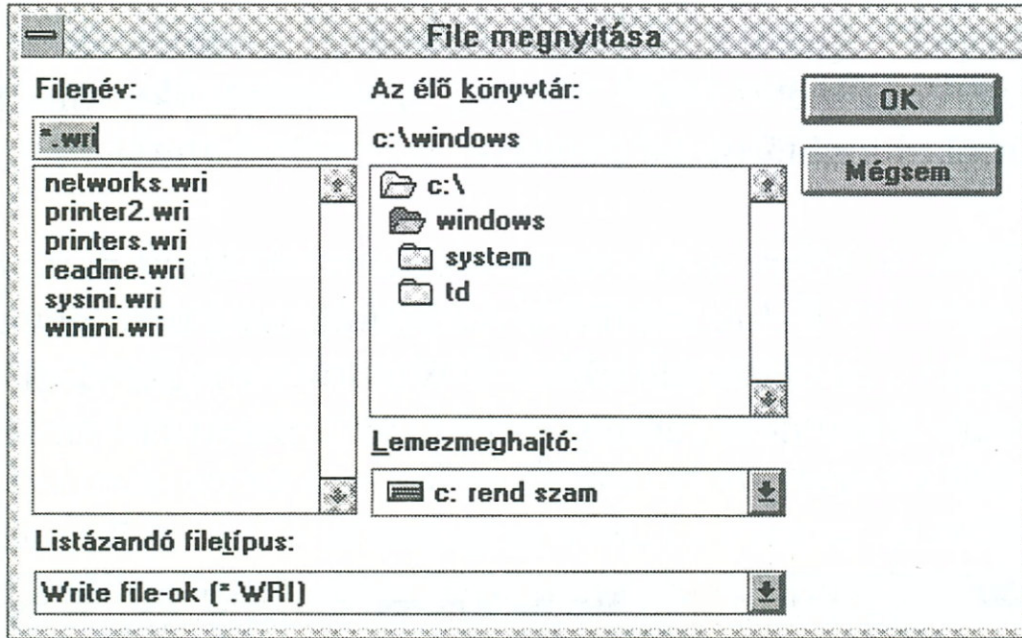 File megnyitása
Filenév:
*.wri
networks.wri
printer2.wri
printers.wri
readme.wri
sysini.wri
winini.wri
Az élő könyvtár:
c:\windows
c:\
windows
system
td
Lemezmeghajtó:
c: rend szam
Listázandó filetípus:
Write file-ok (*.WRI)
OK
Mégsem